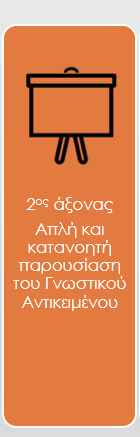 2ος άξονας
Απλή και
κατανοητή
παρουσίαση
του Γνωστικού
Αντικειμένου